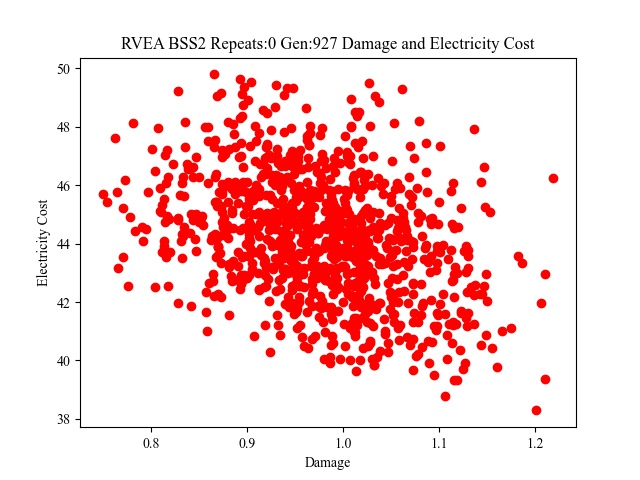 RVEA BSS2 Repeats:0 Gen:927 Damage and Electricity Cost
50
48
46
44
42
40
38
Electricity Cost
0.8 0.9 1.0 1.1 1.2
Damage